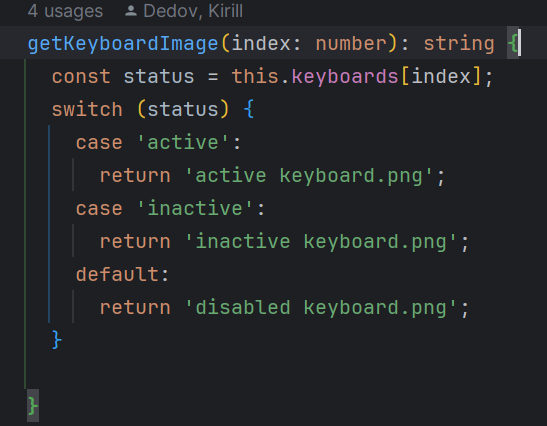 4 usages Dedov, Kirill
getKeyboardImage(index: number): string {
const status = this.keyboards[index];
switch (status) {
case 'active':
return 'active keyboard.png';
case 'inactive':
return 'inactive keyboard.png';
default:
return 'disabled keyboard.png';
}
}